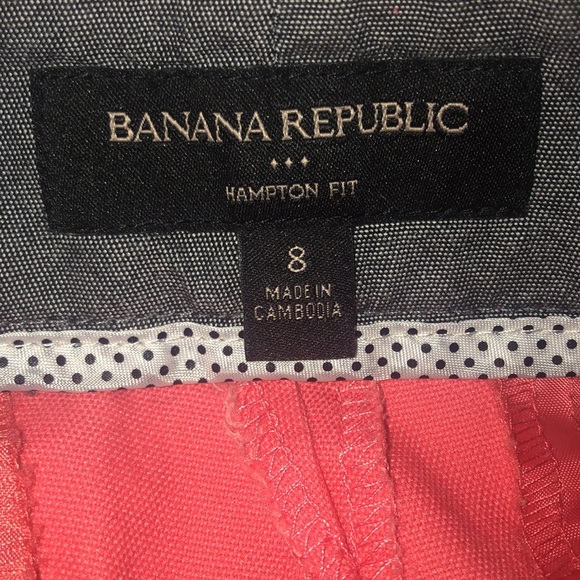 BANANA REPUBLIC
HAMPTON FIT
8
MADE IN
CAMBODIA